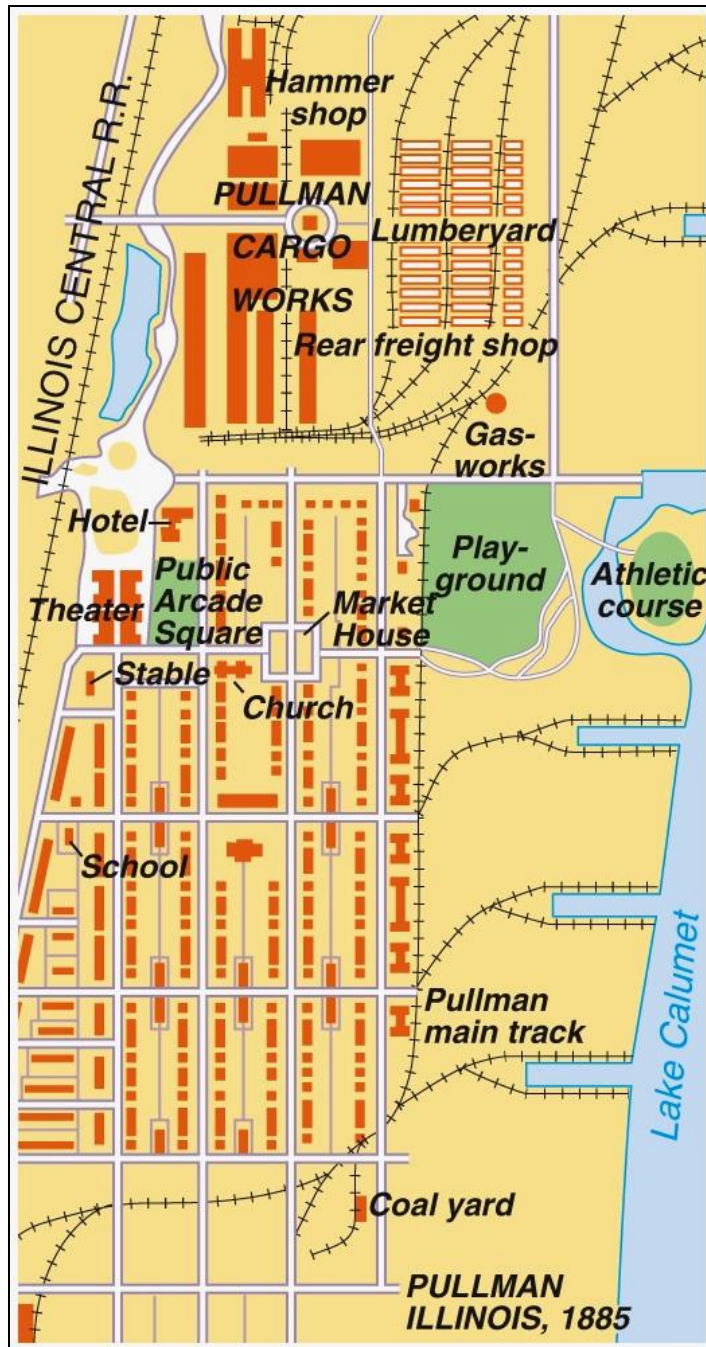 Hammer
shop
ILLINOIS CENTRAL R.R.
PULLMAN
CARGO
WORKS
Lumberyard
Rear freight shop
Gas-
works
Hotel
Play-
ground
Athletic
course
Theater
Public
Arcade
Square
Market
House
Stable
Church
School
Pullman
main track
Lake Calumet
Coal yard
PULLMAN
ILLINOIS, 1885